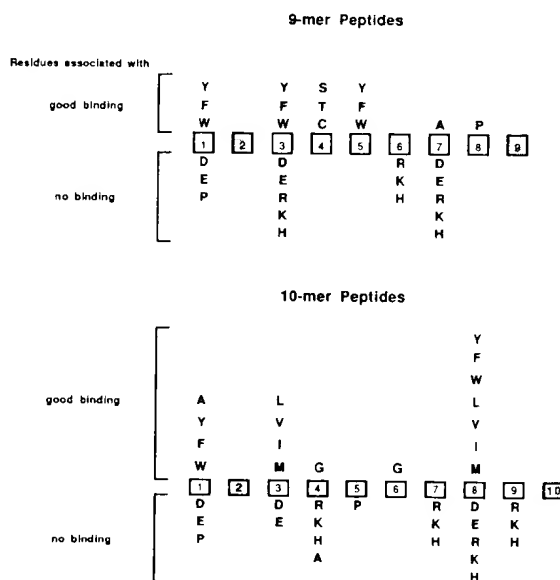 9-mer Peptides
Residues associated with
Y Y S Y
good binding F F T F
W W C W A P
1 2 3 4 5 6 7 8 9
D D R D
E E K E
no binding P R H R
K K
H H
10-mer Peptides
Y
F
W
A L L
good binding Y V V
F I I
W M G G M
1 2 3 4 5 6 7 8 9 10
D D R P R D R
E E K K E K
no binding P H H R H
A K
H